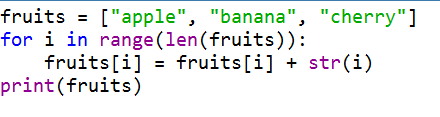 fruits = ["apple", "banana", "cherry"]
for i in range(len(fruits)):
    fruits[i] = fruits[i] + str(i)
print(fruits)